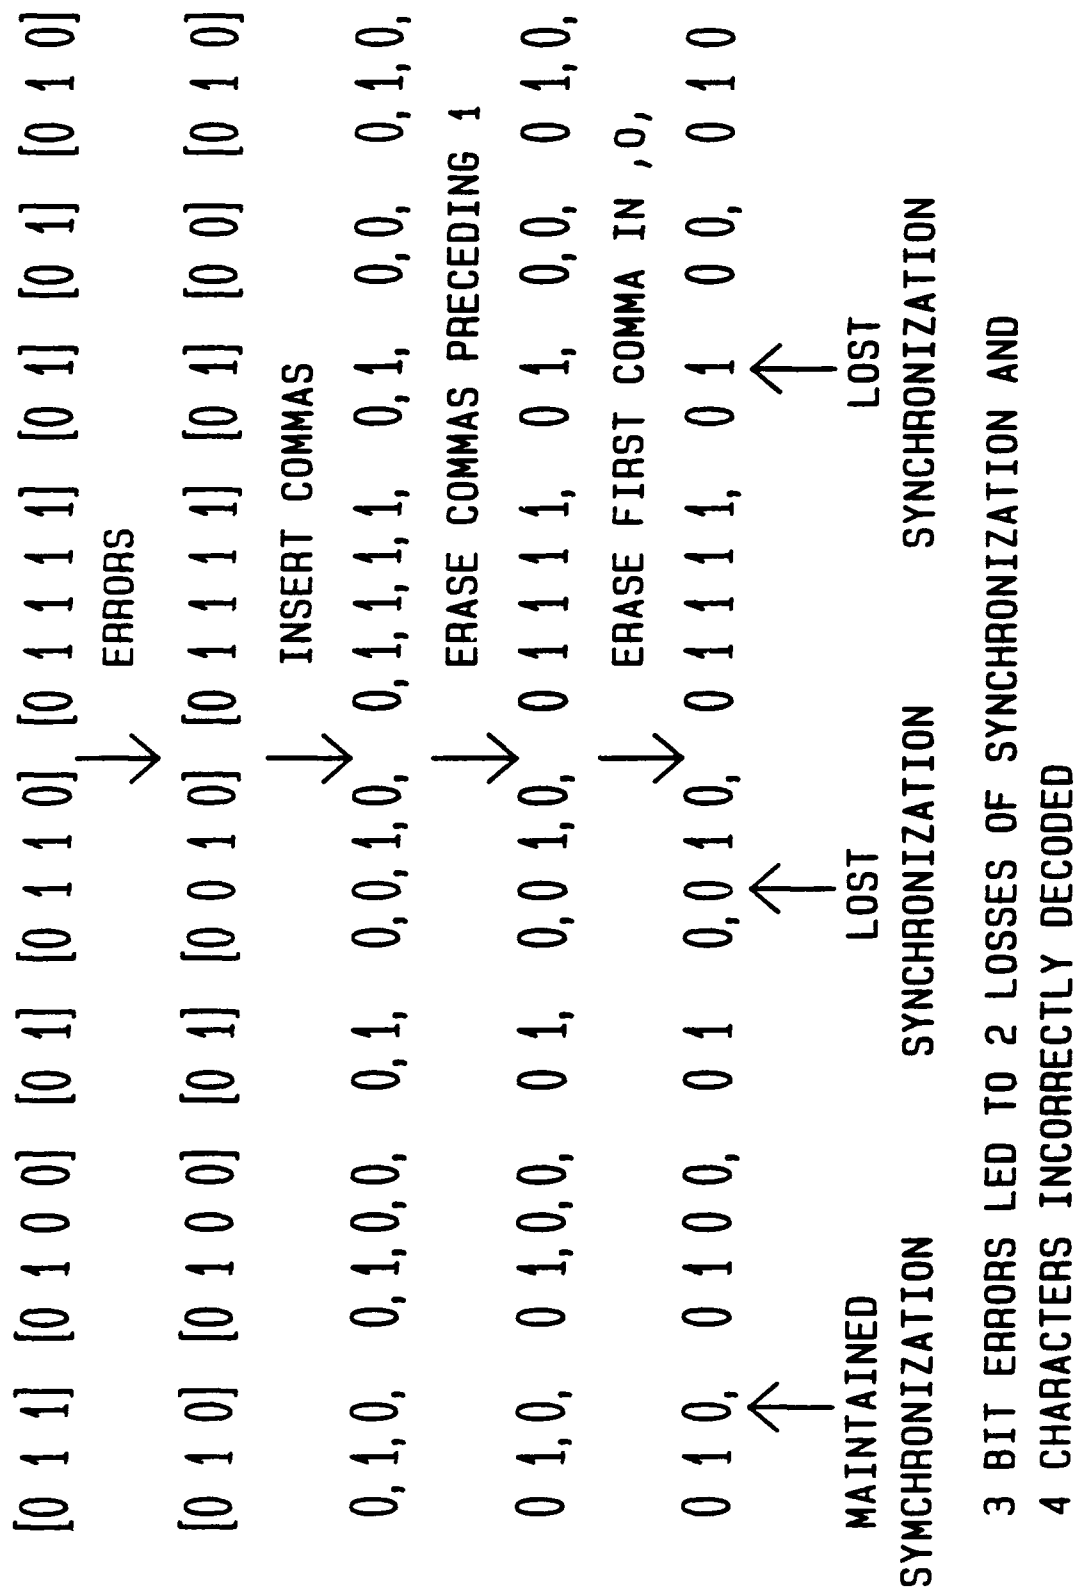 [0 1 1] [0 1 0 0] [0 1] [0 1 1 0] [0 1 1 1 1] [0 1] [0 1] [0 1 0]
ERRORS
[0 1 0] [0 1 0 0] [0 1] [0 0 1 0] [0 1 1 1 1] [0 1] [0 0] [0 1 0]
INSERT COMMAS
0,1,0, 0,1,0,0, 0,1, 0,0,1,0, 0,1,1,1,1, 0,1, 0,0, 0,1,0,
ERASE COMMAS PRECEDING 1
0 1,0, 0 1,0,0, 0 1, 0,0 1,0, 0 1 1 1 1, 0 1, 0,0, 0 1,0,
ERASE FIRST COMMA IN ,0,
0 1 0, 0 1 0 0, 0 1 0,0 1 0, 0 1 1 1 1, 0 1 0 0, 0 1 0
MAINTAINED LOST LOST
SYMCHRONIZATION SYNCHRONIZATION SYNCHRONIZATION
3 BIT ERRORS LED TO 2 LOSSES OF SYNCHRONIZATION AND
4 CHARACTERS INCORRECTLY DECODED